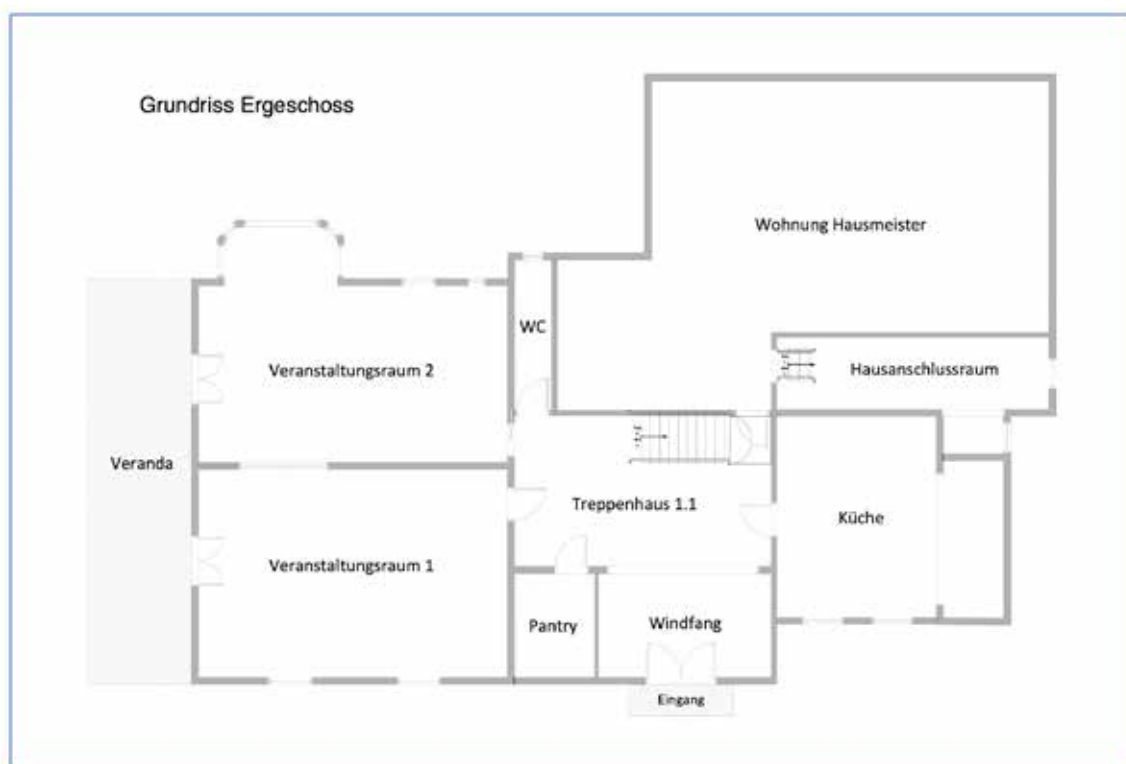 Grundriss Ergeschoss
Wohnung Hausmeister
WC
Veranstaltungsraum 2
Hausanschlussraum
Veranda
Treppenhaus 1.1
Küche
Veranstaltungsraum 1
Pantry
Windfang
Eingang